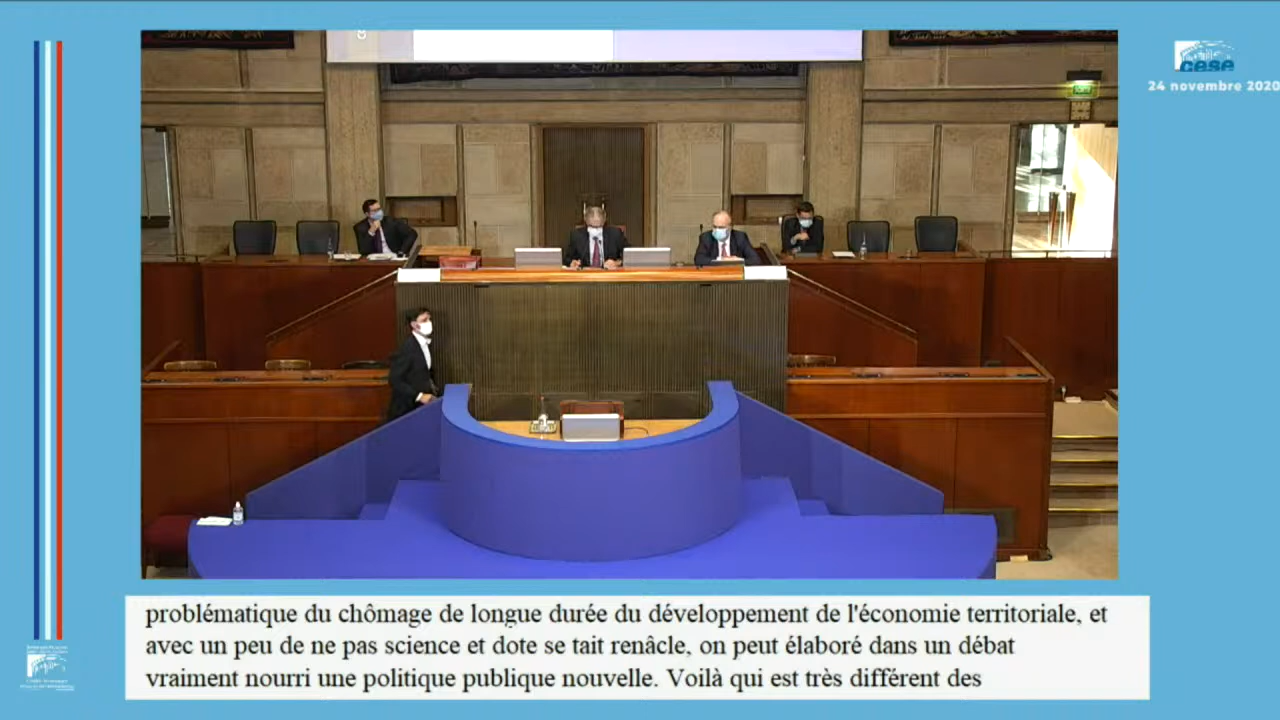 cese
24 novembre 2020
problématique du chômage de longue durée du développement de l'économie territoriale, et
avec un peu de ne pas science et dote se tait renâcle, on peut élaboré dans un débat
vraiment nourri une politique publique nouvelle. Voilà qui est très différent des